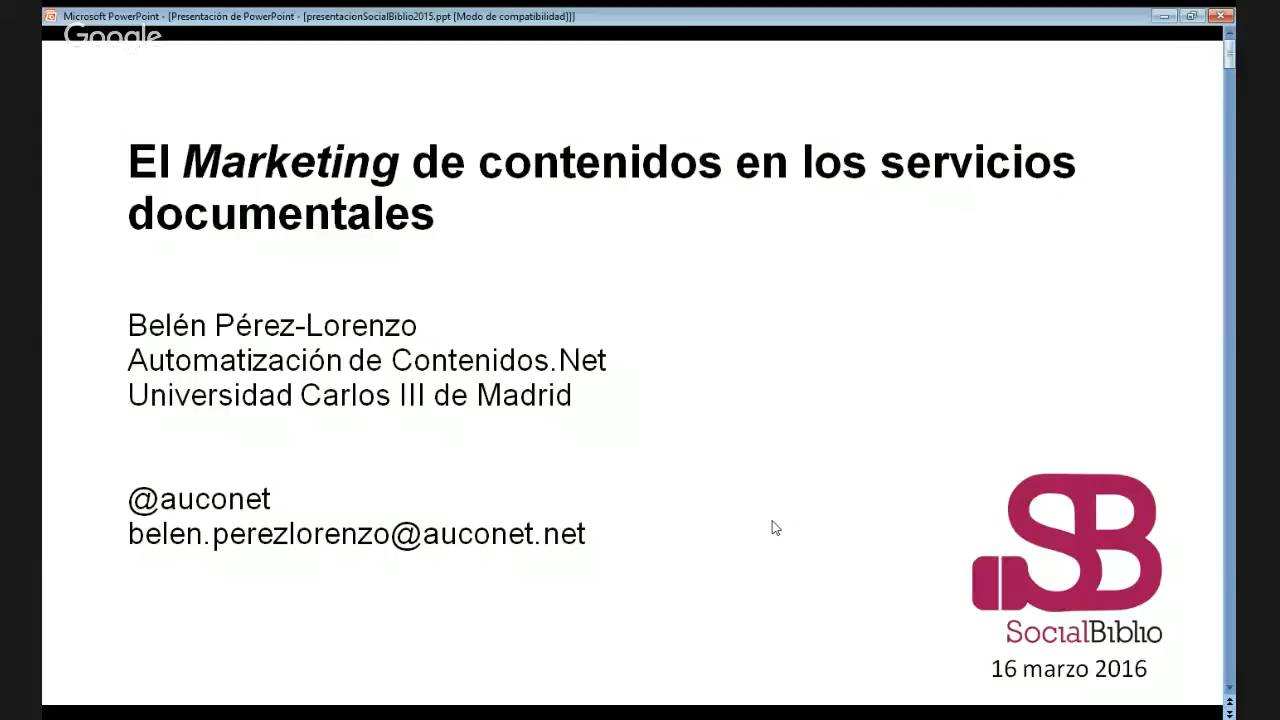 Microsoft PowerPoint - [Presentación de PowerPoint - [presentacionSocialBiblio2015.ppt [Modo de compatibilidad]]]
Google
El Marketing de contenidos en los servicios
documentales
Belén Pérez-Lorenzo
Automatización de Contenidos.Net
Universidad Carlos III de Madrid
@auconet
belen.perezlorenzo@auconet.net
SB
SocialBiblio
16 marzo 2016